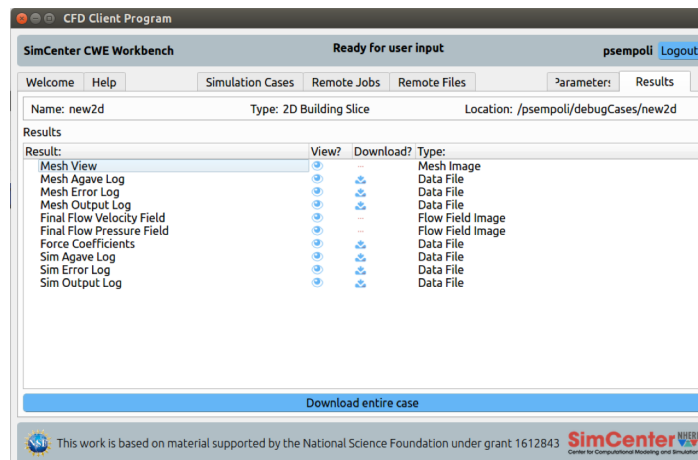 CFD Client Program
SimCenter CWE Workbench Ready for user input psempoli Logout
Welcome Help Simulation Cases Remote Jobs Remote Files Parameters Results
Name: new2d Type: 2D Building Slice Location: /psempoli/debugCases/new2d
Results
Result: View? Download? Type:
Mesh View Mesh Image
Mesh Agave Log Data File
Mesh Error Log Data File
Mesh Output Log Data File
Final Flow Velocity Field Flow Field Image
Final Flow Pressure Field Flow Field Image
Force Coefficients Data File
Sim Agave Log Data File
Sim Error Log Data File
Sim Output Log Data File
Download entire case
NSF This work is based on material supported by the National Science Foundation under grant 1612843 SimCenter NHERI
Center for Computational Modeling and Simulation